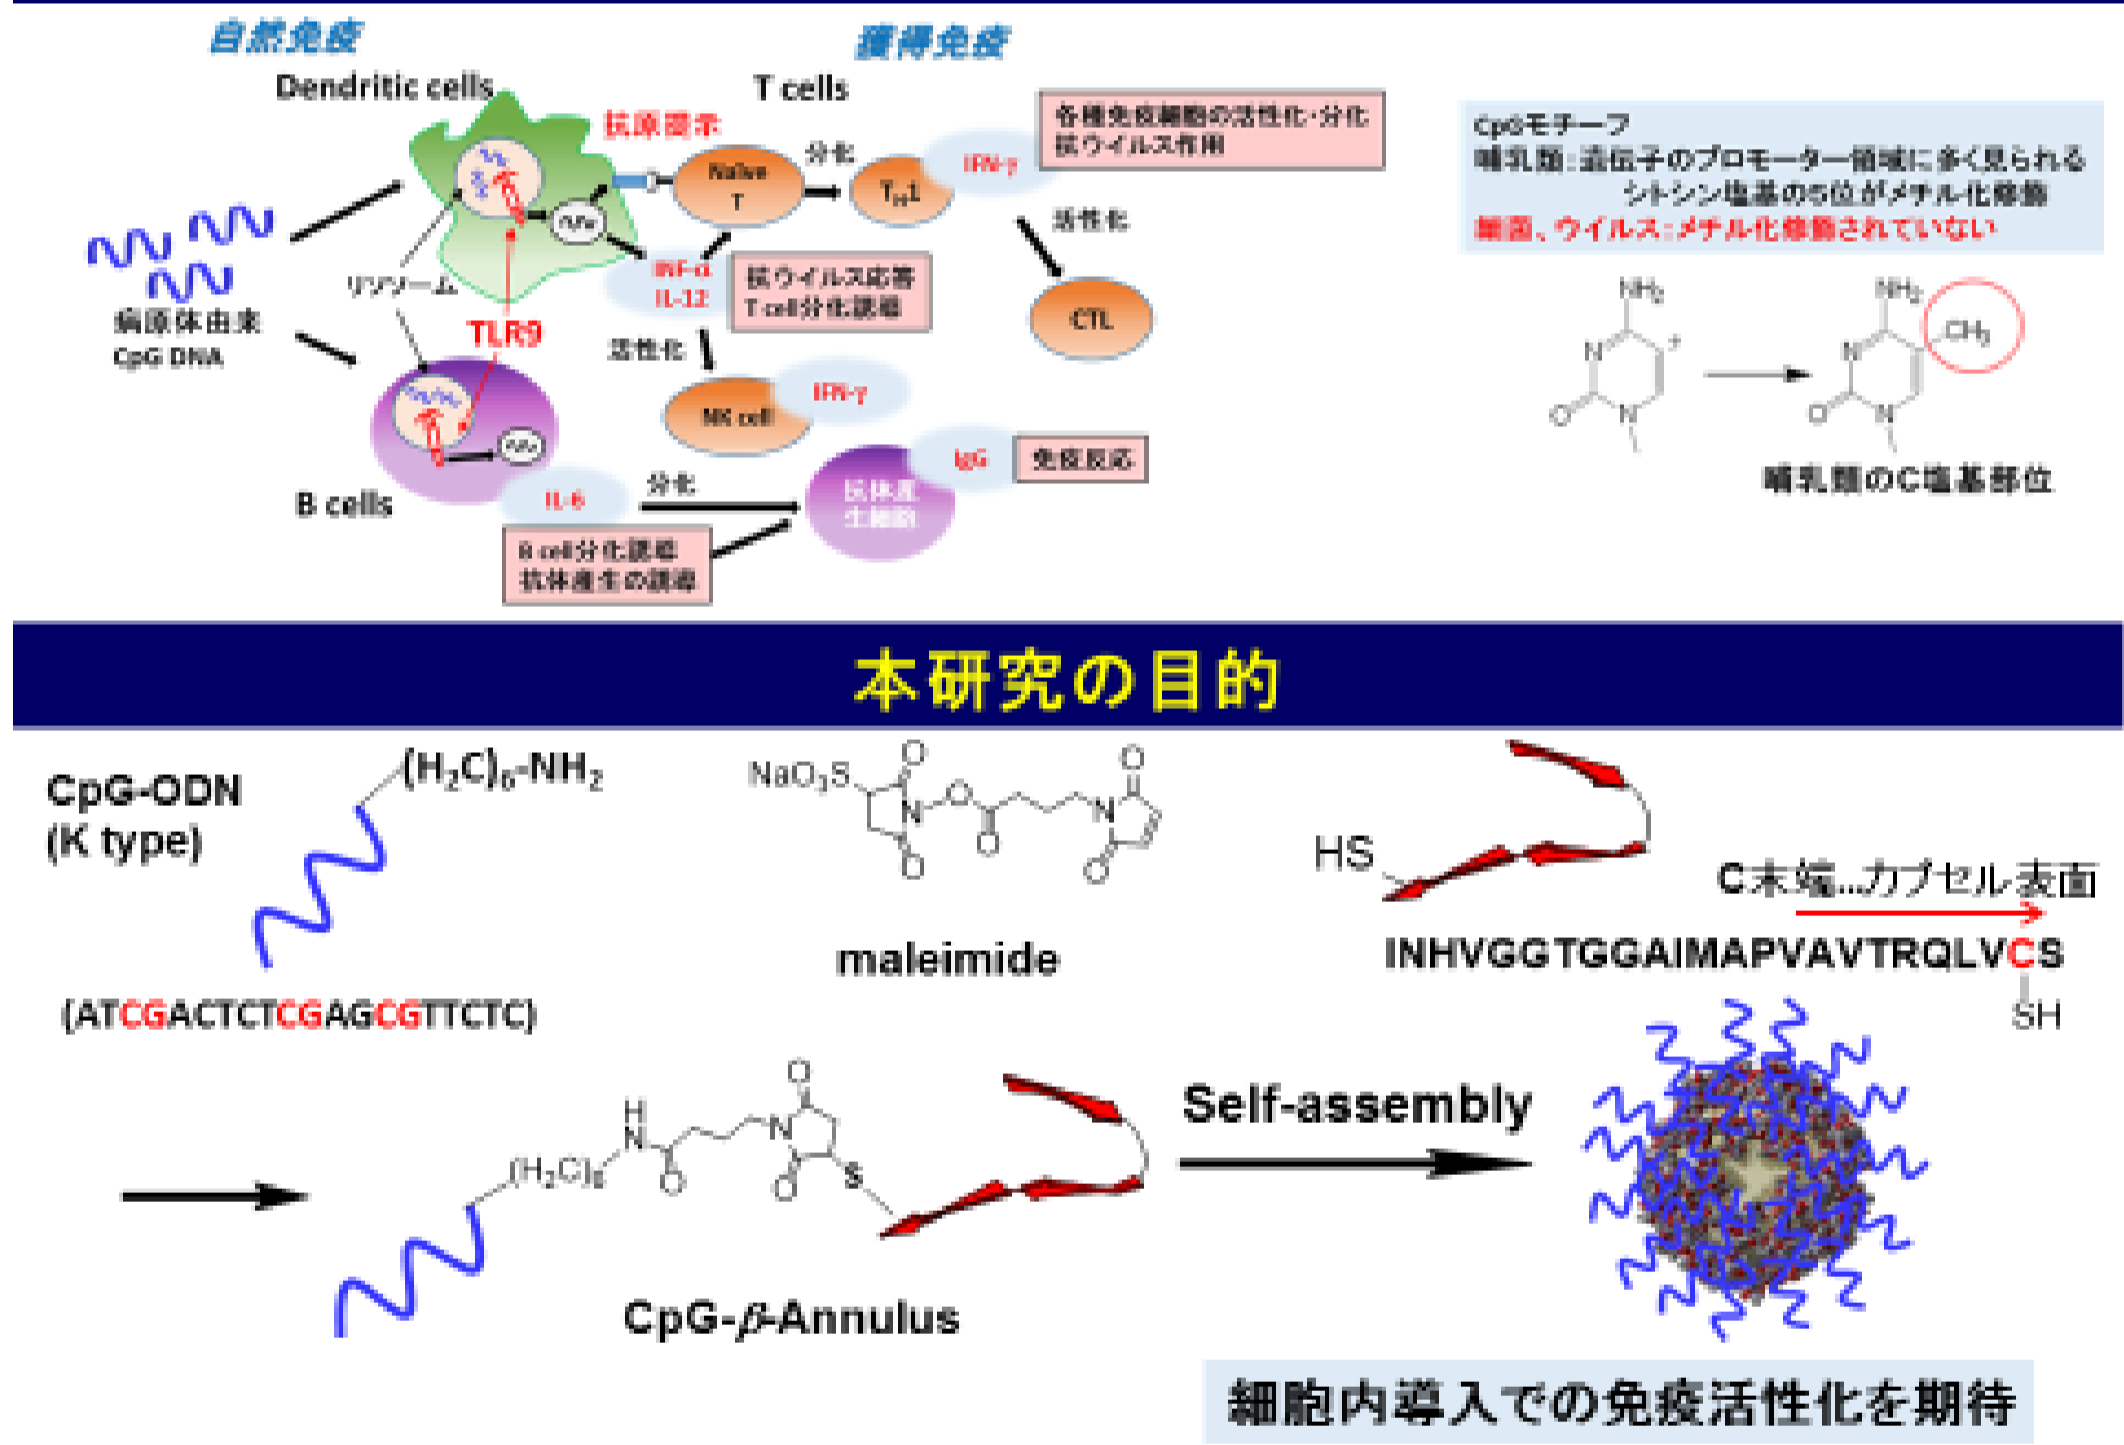 自然免疫
獲得免疫
Dendritic cells
T cells
抗原提示
各種免疫細胞の活性化・分化
抗ウイルス作用
Naïve
T
分化
TH1
IFN-γ
活性化
CTL
リソソーム
病原体由来
CpG DNA
TLR9
INF-α
IL-12
抗ウイルス応答
T cell分化誘導
活性化
NK cell
IFN-γ
B cells
IL-6
分化
抗体産
生細胞
IgG
免疫反応
B cell分化誘導
抗体産生の誘導
CpGモチーフ
哺乳類：遺伝子のプロモーター領域に多く見られる
シトシン塩基の5位がメチル化修飾
細菌、ウイルス：メチル化修飾されていない
NH2
N
O
N
NH2
CH3
N
O
N
哺乳類のC塩基部位
本研究の目的
CpG-ODN
(K type)
(H2C)6-NH2
(ATCGACTCTCGAGCGTTCTC)
NaO3S
O
O
N
O
O
N
O
O
maleimide
HS
C末端…カプセル表面
INHVGGTGGAIMAPVAVTRQLVCS
SH
(H2C)6
H
N
O
N
O
O
S
CpG-β-Annulus
Self-assembly
細胞内導入での免疫活性化を期待